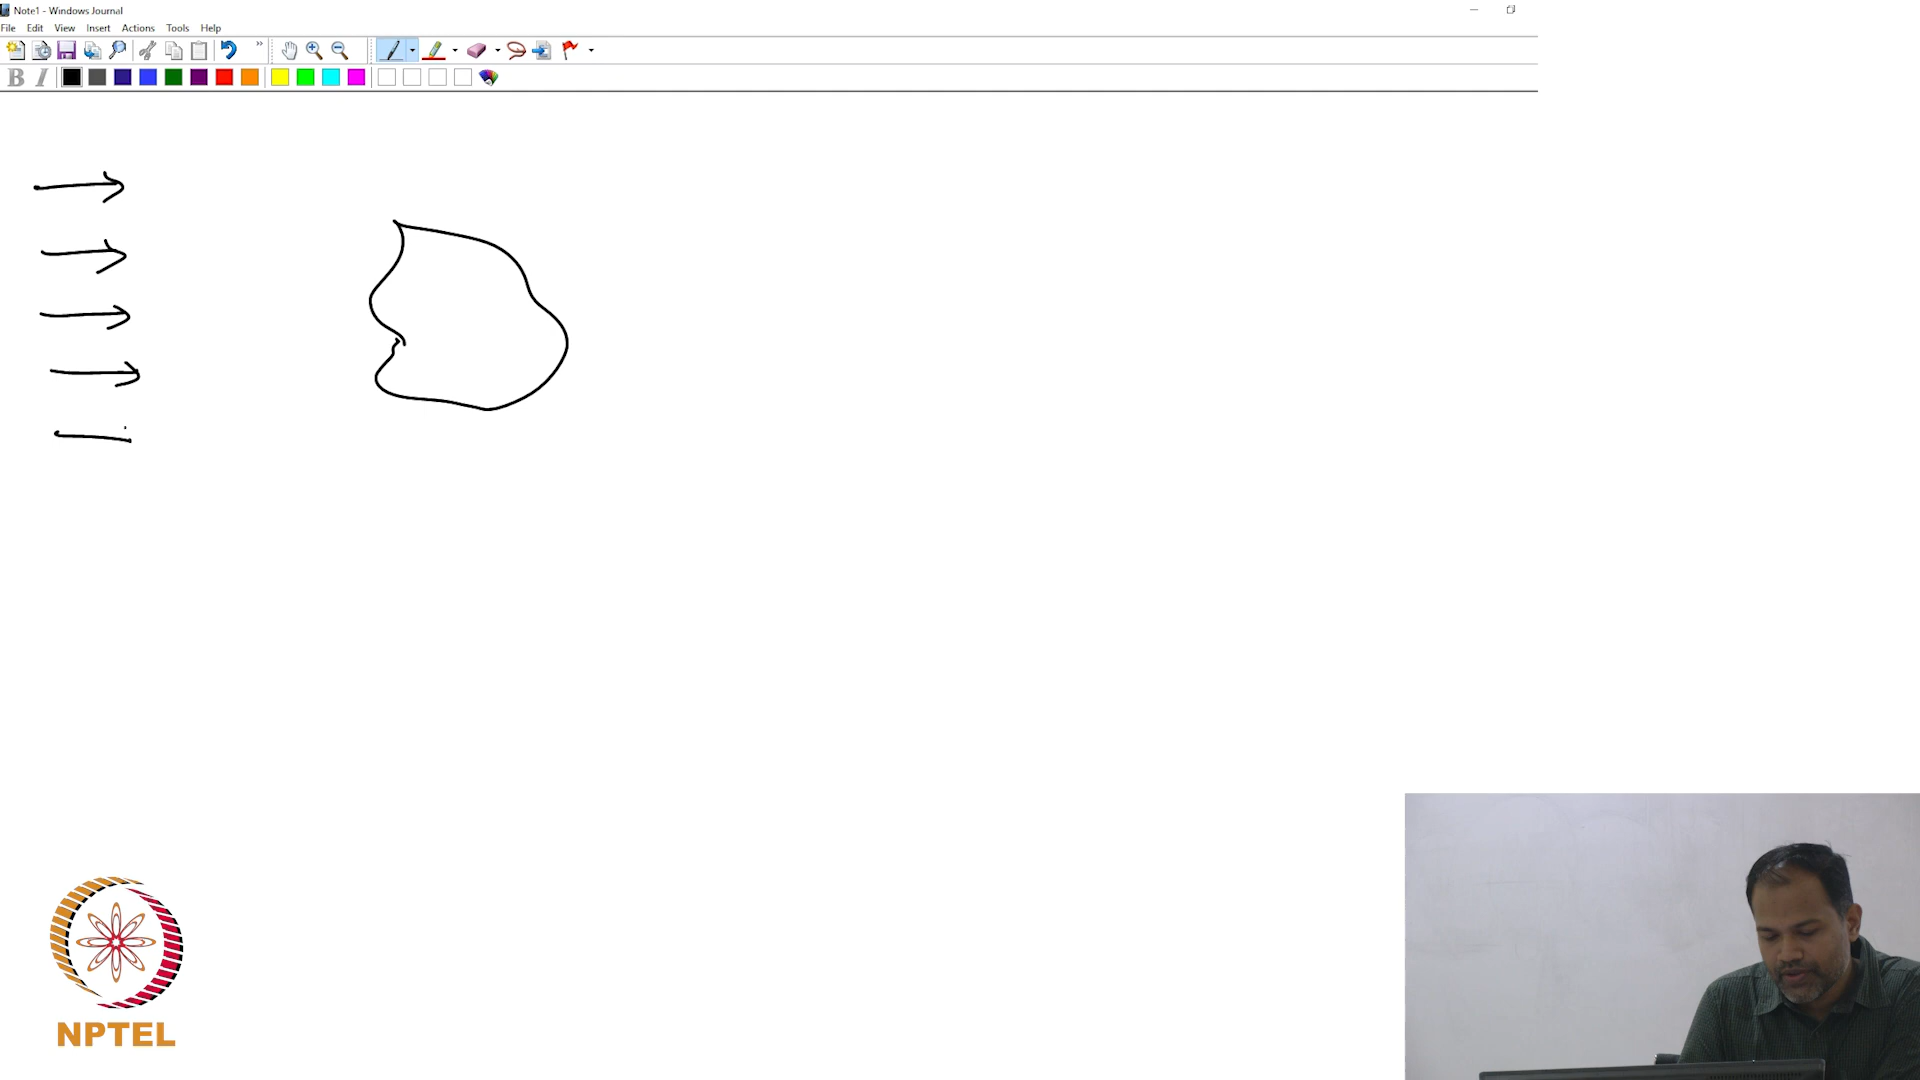 Note1 - Windows Journal
File Edit View Insert Actions Tools Help
B I
NPTEL